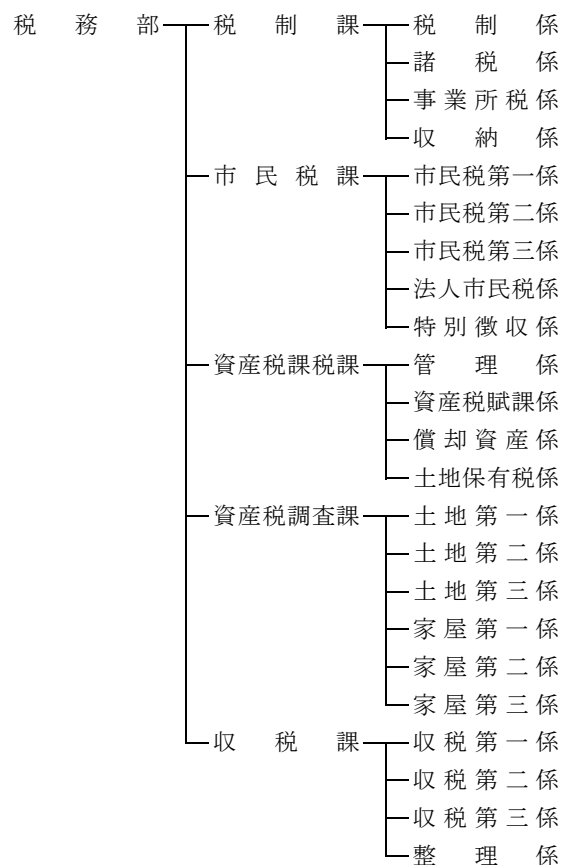 税務部 税制課 税制係
諸税係
事業所税係
収納係
市民税課 市民税第一係
市民税第二係
市民税第三係
法人市民税係
特別徴収係
資産税課税課 管理係
資産税賦課係
償却資産係
土地保有税係
資産税調査課 土地第一係
土地第二係
土地第三係
家屋第一係
家屋第二係
家屋第三係
収税課 収税第一係
収税第二係
収税第三係
整理係